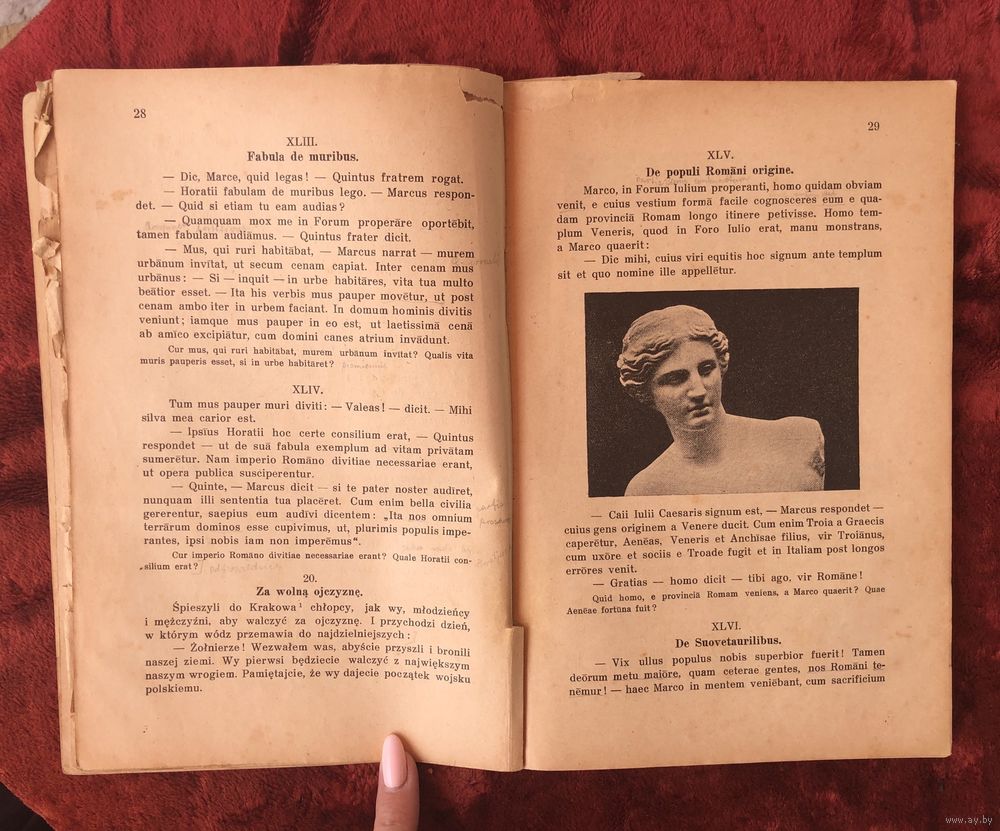 28
XLIII.
Fabula de muribus.
— Dic, Marce, quid legas! — Quintus fratrem rogat.
— Horatii fabulam de muribus lego. — Marcus respon-
det. — Quid si etiam tu eam audias?
— Quamquam mox me in Forum properāre oportēbit,
tamen fabulam audiāmus. — Quintus frater dicit.
— Mus, qui ruri habitābat, — Marcus narrat — murem
urbānum invītat, ut secum cenam capiat. Inter cenam mus
urbānus: — Si — inquit — in urbe habitāres, vita tua multo
beātior esset. — Ita his verbis mus pauper movētur, ut post
cenam ambo iter in urbem faciant. In domum hominis divitis
veniunt; iamque mus pauper in eo est, ut laetissimā cenā
ab amīco excipiātur, cum domini canes atrium invādunt.
Cur mus, qui ruri habitābat, murem urbānum invītat? Qualis vita
muris pauperis esset, si in urbe habitāret?
XLIV.
Tum mus pauper muri diviti: — Valeas! — dicit. — Mihi
silva mea carior est.
— Ipsīus Horatii hoc certe consilium erat, — Quintus
respondet — ut de suā fabula exemplum ad vitam privātam
sumerētur. Nam imperio Romāno divitiae necessariae erant,
ut opera publica susciperentur.
— Quinte, — Marcus dicit — si te pater noster audīret,
nunquam illi sententia tua placēret. Cum enim bella civilia
gererentur, saepius eum audīvi dicentem: „Ita nos omnium
terrārum dominos esse cupivimus, ut, plurimis populis impe-
rantes, ipsi nobis iam non imperēmus“.
Cur imperio Romāno divitiae necessariae erant? Quale Horatii con-
silium erat?
20.
Za wolną ojczyznę.
Śpieszyli do Krakowa¹ chłopcy, jak wy, młodzieńcy
i mężczyźni, aby walczyć za ojczyznę. I przychodzi dzień,
w którym wódz przemawia do najdzielniejszych:
— Żołnierze! Wezwałem was, abyście przyszli i bronili
naszej ziemi. Wy pierwsi będziecie walczyć z największym
naszym wrogiem. Pamiętajcie, że wy dajecie początek wojsku
polskiemu.
29
XLV.
De populi Romāni origine.
Marco, in Forum Iulium properanti, homo quidam obviam
venit, e cuius vestium formā facile cognosceres eum e qua-
dam provinciā Romam longo itinere petivisse. Homo tem-
plum Veneris, quod in Foro Iulio erat, manu monstrans,
a Marco quaerit:
— Dic mihi, cuius viri equitis hoc signum ante templum
sit et quo nomine ille appellētur.
— Caii Iulii Caesaris signum est, — Marcus respondet —
cuius gens originem a Venere ducit. Cum enim Troia a Graecis
caperētur, Aenēas, Veneris et Anchīsae filius, vir Troiānus,
cum uxōre et sociis e Troade fugit et in Italiam post longos
errōres venit.
— Gratias — homo dicit — tibi ago, vir Romāne!
Quid homo, e provinciā Romam veniens, a Marco quaerit? Quae
Aenēae fortūna fuit?
XLVI.
De Suovetaurilibus.
— Vix ullus populus nobis superbior fuerit! Tamen
deōrum metu maiōre, quam ceterae gentes, nos Romāni te-
nēmur! — haec Marco in mentem veniēbant, cum sacrificium
www.ay.by